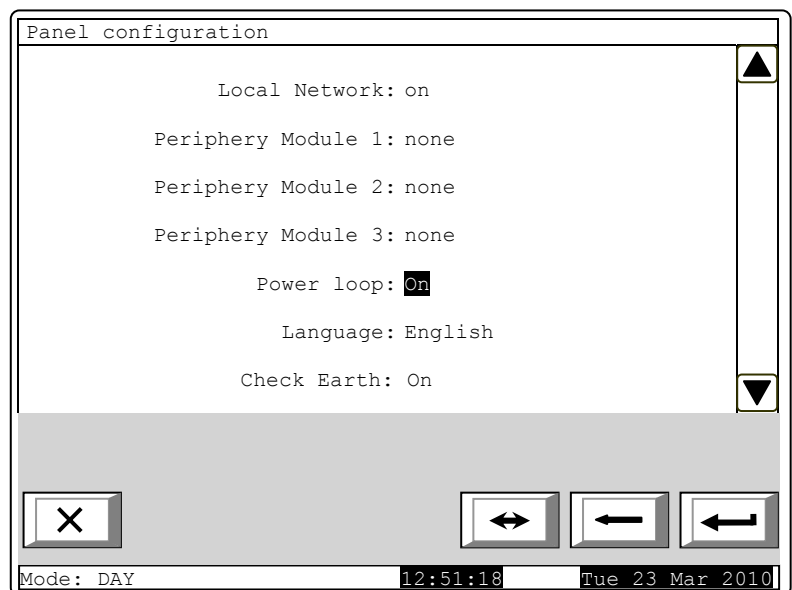 Panel configuration
Local Network: on
Periphery Module 1: none
Periphery Module 2: none
Periphery Module 3: none
Power loop: On
Language: English
Check Earth: On
Mode: DAY 12:51:18 Tue 23 Mar 2010